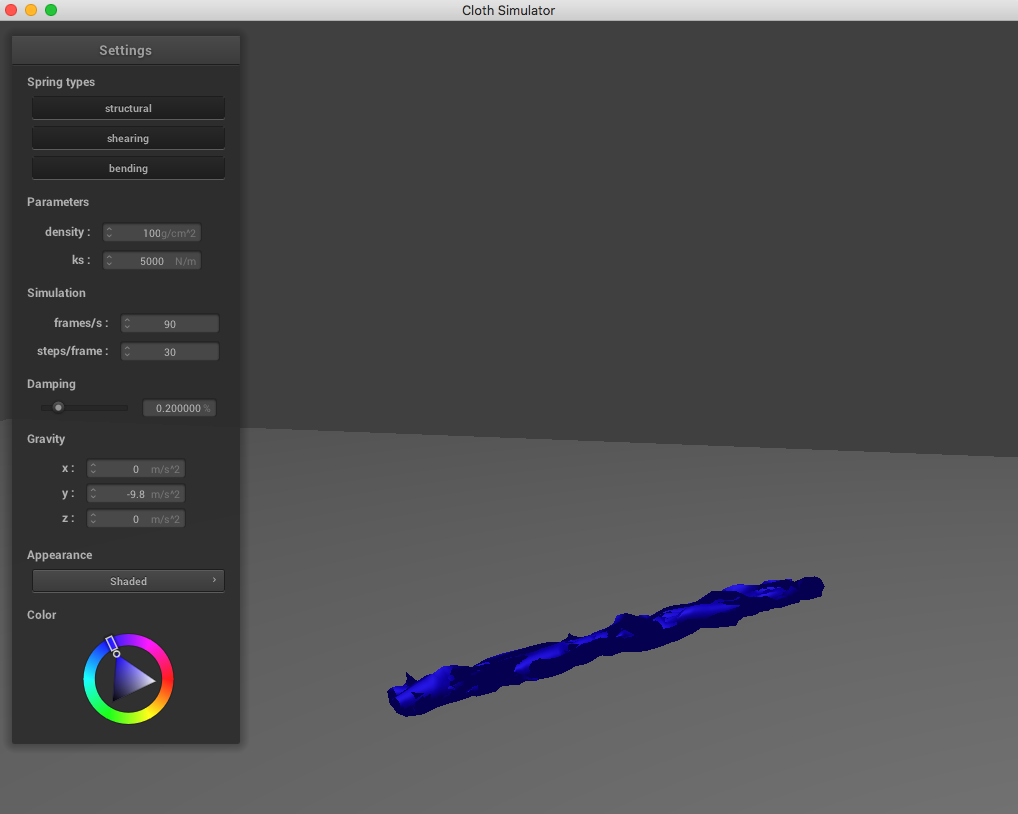 Cloth Simulator
Settings
Spring types
structural
shearing
bending
Parameters
density : 100g/cm^2
ks : 5000 N/m
Simulation
frames/s : 90
steps/frame : 30
Damping
0.200000 %
Gravity
x : 0 m/s^2
y : -9.8 m/s^2
z : 0 m/s^2
Appearance
Shaded ›
Color